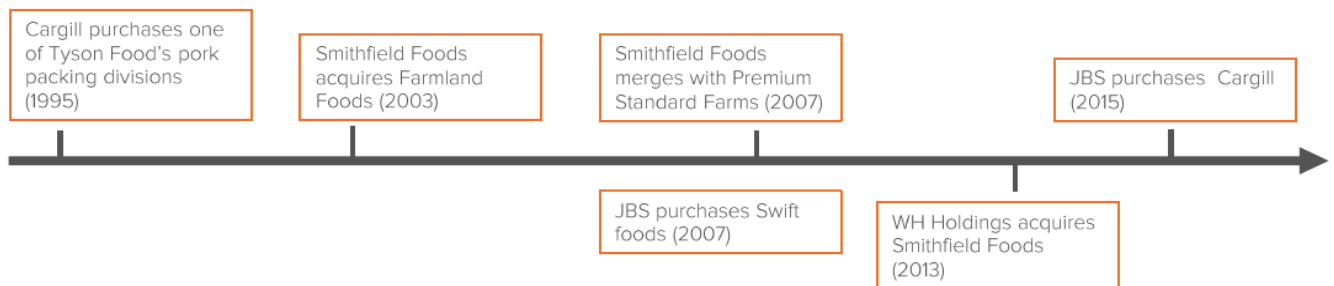 Cargill purchases one
of Tyson Food's pork
packing divisions
(1995)
Smithfield Foods
acquires Farmland
Foods (2003)
Smithfield Foods
merges with Premium
Standard Farms (2007)
JBS purchases Cargill
(2015)
JBS purchases Swift
foods (2007)
WH Holdings acquires
Smithfield Foods
(2013)